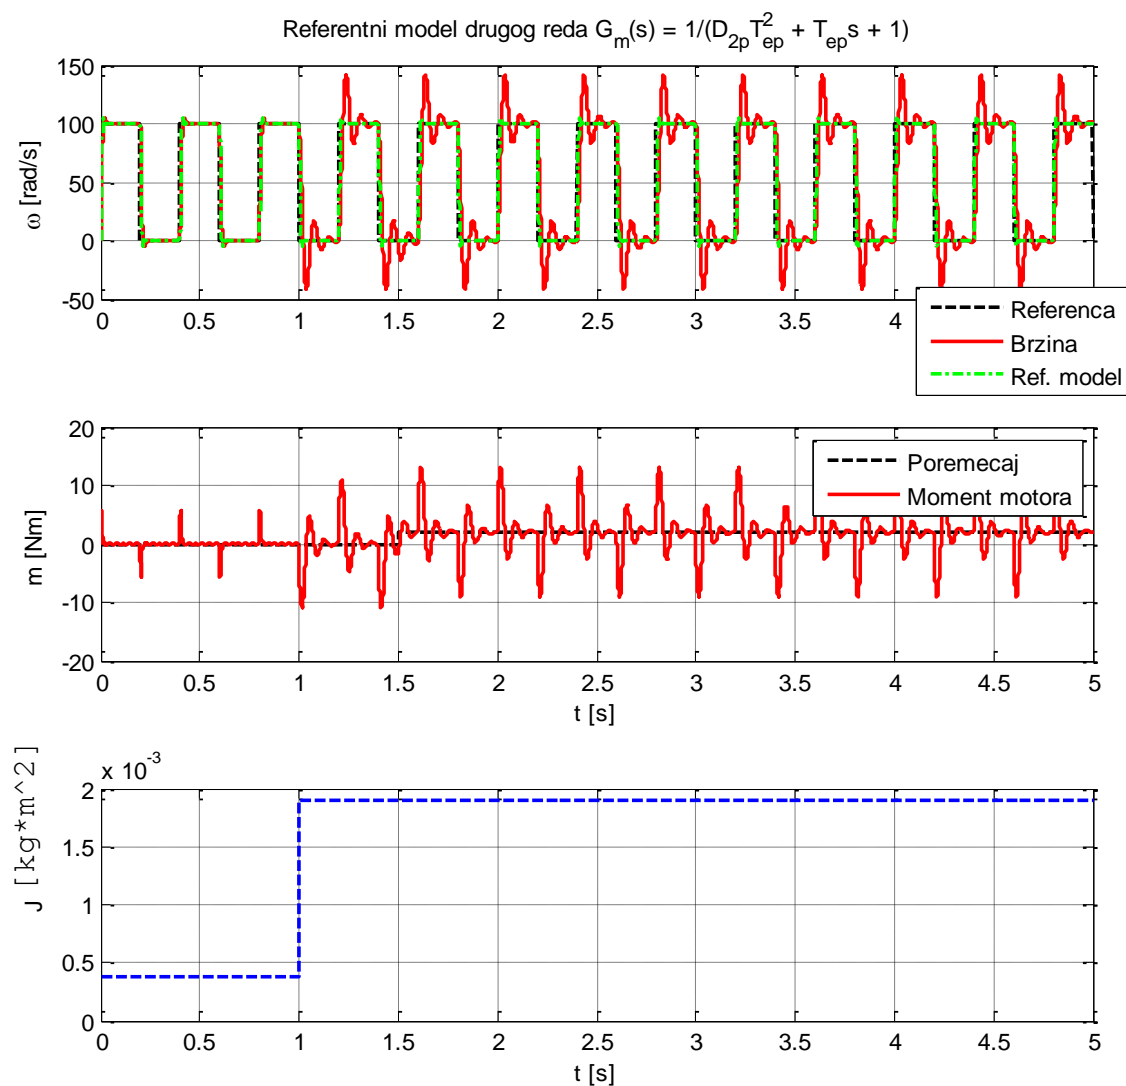 Referentni model drugog reda G_m(s) = 1/(D_2pT_ep^2 + T_eps + 1)
150
100
50
0
-50
ω [rad/s]
0 0.5 1 1.5 2 2.5 3 3.5 4
Referenca
Brzina
Ref. model
20
10
0
-10
-20
m [Nm]
Poremecaj
Moment motora
0 0.5 1 1.5 2 2.5 3 3.5 4 4.5 5
t [s]
x 10^-3
2
1.5
1
0.5
0
J [kg*m^2]
0 0.5 1 1.5 2 2.5 3 3.5 4 4.5 5
t [s]